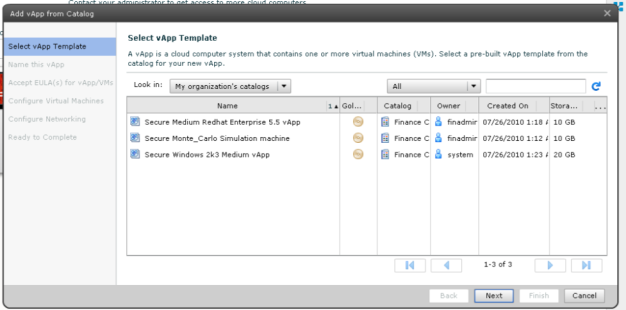 Contact your administrator to get access to more cloud computers
Add vApp from Catalog
Select vApp Template
Name this vApp
Accept EULA(s) for vApp/VMs
Configure Virtual Machines
Configure Networking
Ready to Complete
Select vApp Template
A vApp is a cloud computer system that contains one or more virtual machines (VMs). Select a pre-built vApp template from the
catalog for your new vApp.
Look in: My organization's catalogs All
Name 1 Gol... Catalog Owner Created On Stora... ...
Secure Medium Redhat Enterprise 5.5 vApp Finance C finadmir 07/26/2010 1:18 A 10 GB
Secure Monte_Carlo Simulation machine Finance C finadmir 07/26/2010 1:12 A 10 GB
Secure Windows 2k3 Medium vApp Finance C system 07/26/2010 1:23 A 20 GB
1-3 of 3
Back Next Finish Cancel